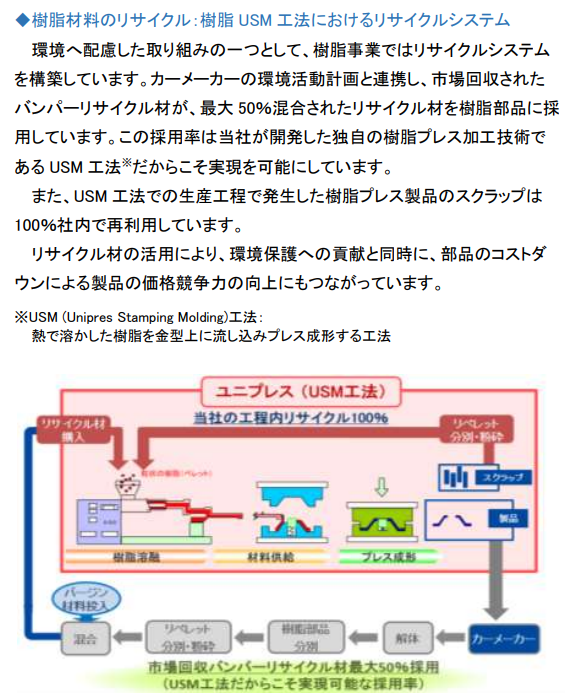 ◆樹脂材料のリサイクル：樹脂 USM 工法におけるリサイクルシステム
環境へ配慮した取り組みの一つとして、樹脂事業ではリサイクルシステム
を構築しています。カーメーカーの環境活動計画と連携し、市場回収された
バンパーリサイクル材が、最大 50％混合されたリサイクル材を樹脂部品に採
用しています。この採用率は当社が開発した独自の樹脂プレス加工技術で
ある USM 工法※だからこそ実現を可能にしています。
また、USM 工法での生産工程で発生した樹脂プレス製品のスクラップは
100％社内で再利用しています。
リサイクル材の活用により、環境保護への貢献と同時に、部品のコストダ
ウンによる製品の価格競争力の向上にもつながっています。
※USM (Unipres Stamping Molding)工法：
熱で溶かした樹脂を金型上に流し込みプレス成形する工法
ユニプレス（USM工法）
当社の工程内リサイクル100％
リサイクル材
購入
リペレット
分別・粉砕
粒状の樹脂(ペレット)
スクラップ
製品
樹脂溶融
材料供給
プレス成形
バージン
材料投入
混合
リペレット
分別・粉砕
樹脂部品
分別
解体
カーメーカー
市場回収バンパーリサイクル材最大50％採用
（USM工法だからこそ実現可能な採用率）